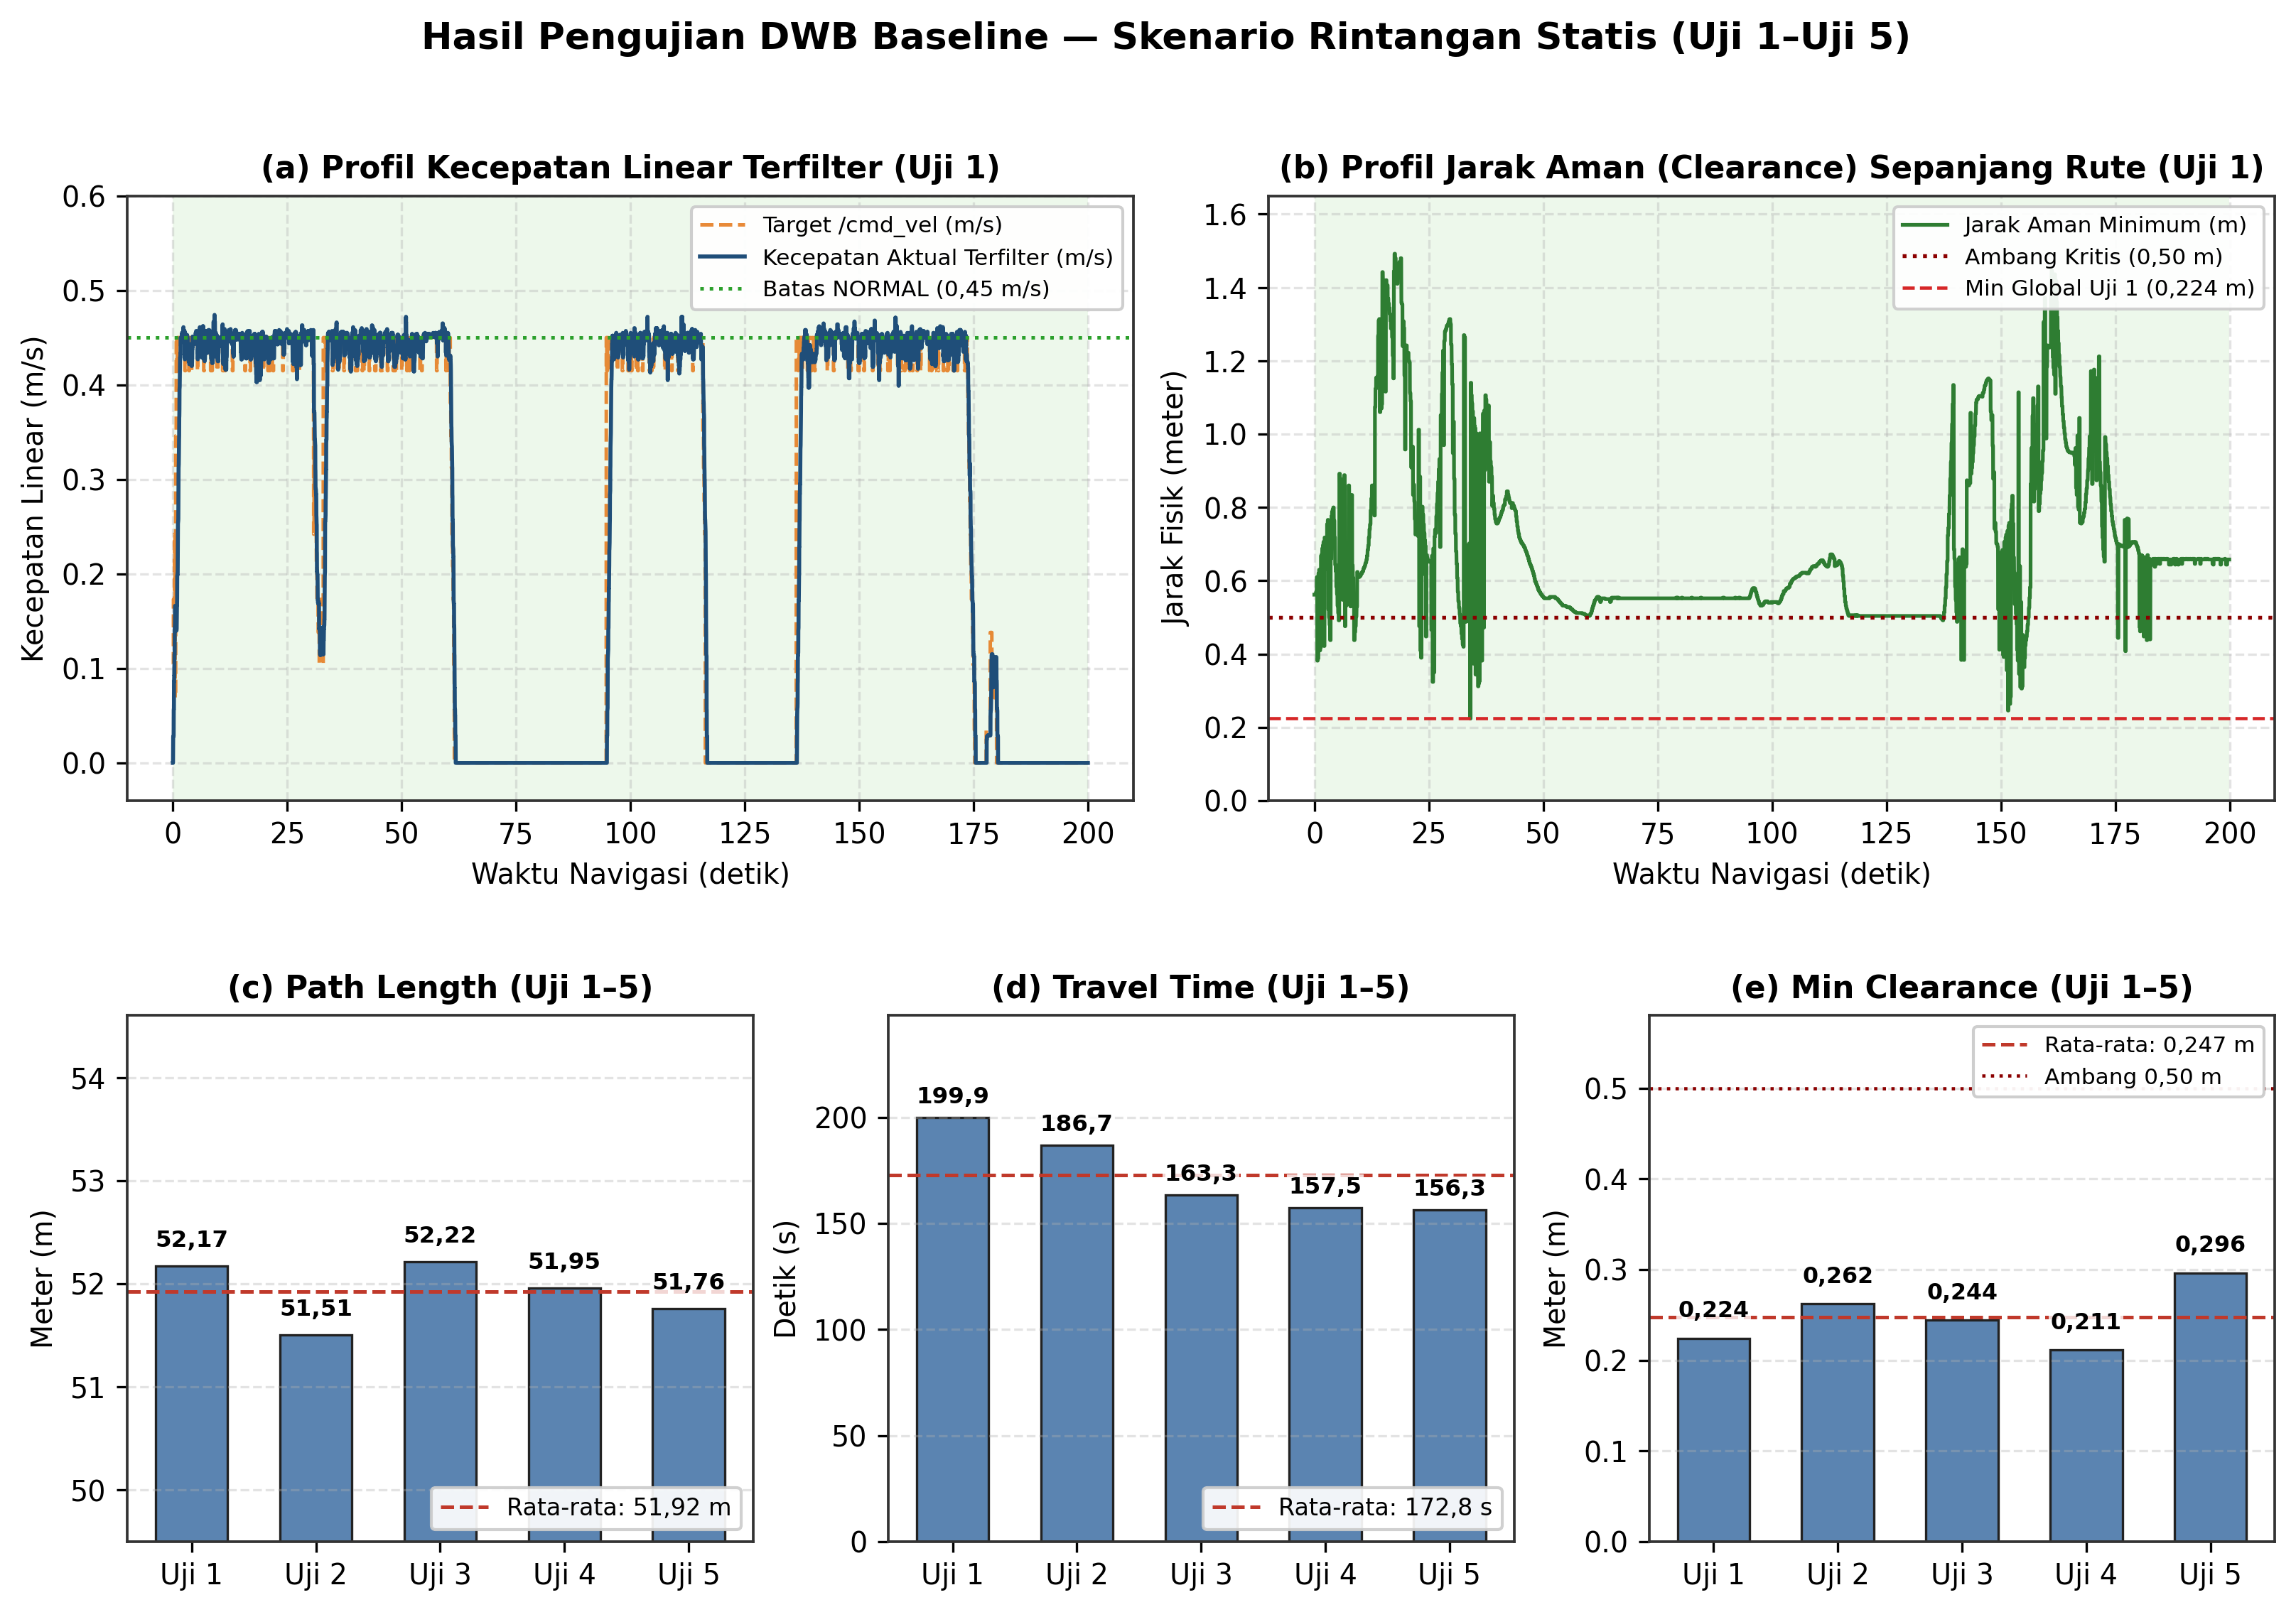 Hasil Pengujian DWB Baseline — Skenario Rintangan Statis (Uji 1–Uji 5)
(a) Profil Kecepatan Linear Terfilter (Uji 1)
Kecepatan Linear (m/s)
0.6
0.5
0.4
0.3
0.2
0.1
0.0
Target /cmd_vel (m/s)
Kecepatan Aktual Terfilter (m/s)
Batas NORMAL (0,45 m/s)
0 25 50 75 100 125 150 175 200
Waktu Navigasi (detik)
(b) Profil Jarak Aman (Clearance) Sepanjang Rute (Uji 1)
Jarak Fisik (meter)
1.6
1.4
1.2
1.0
0.8
0.6
0.4
0.2
0.0
Jarak Aman Minimum (m)
Ambang Kritis (0,50 m)
Min Global Uji 1 (0,224 m)
0 25 50 75 100 125 150 175 200
Waktu Navigasi (detik)
(c) Path Length (Uji 1–5)
Meter (m)
54
53
52
51
50
52,17
51,51
52,22
51,95
51,76
Rata-rata: 51,92 m
Uji 1 Uji 2 Uji 3 Uji 4 Uji 5
(d) Travel Time (Uji 1–5)
Detik (s)
200
150
100
50
0
199,9
186,7
163,3
157,5
156,3
Rata-rata: 172,8 s
Uji 1 Uji 2 Uji 3 Uji 4 Uji 5
(e) Min Clearance (Uji 1–5)
Meter (m)
0.5
0.4
0.3
0.2
0.1
0.0
Rata-rata: 0,247 m
Ambang 0,50 m
0,224
0,262
0,244
0,211
0,296
Uji 1 Uji 2 Uji 3 Uji 4 Uji 5